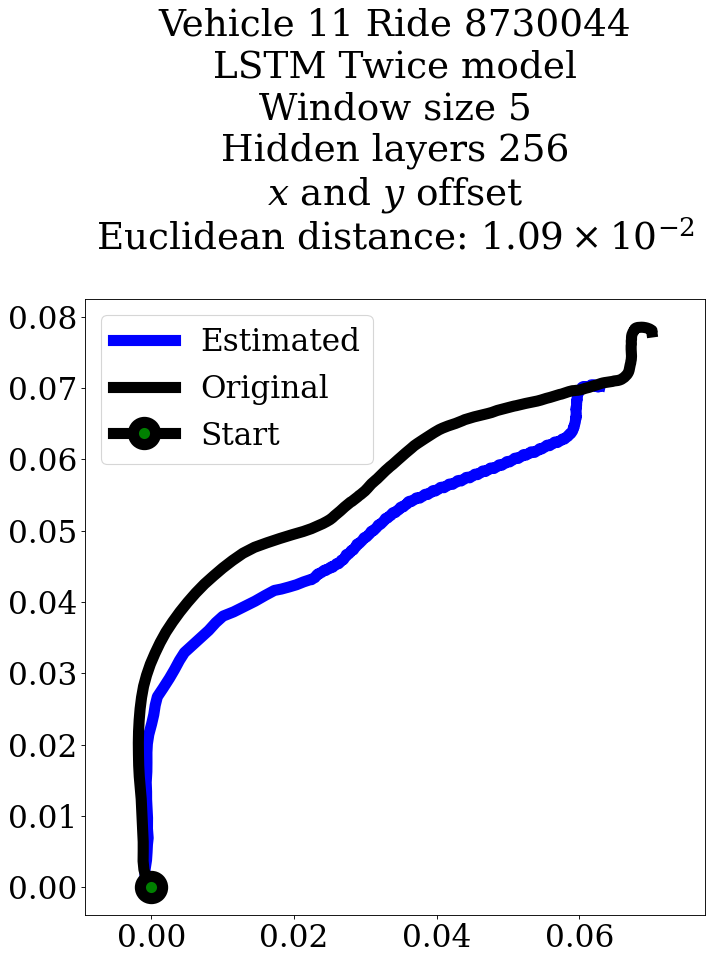 Vehicle 11 Ride 8730044
LSTM Twice model
Window size 5
Hidden layers 256
x and y offset
Euclidean distance: 1.09 × 10⁻²
Estimated
Original
Start
0.08
0.07
0.06
0.05
0.04
0.03
0.02
0.01
0.00
0.00 0.02 0.04 0.06